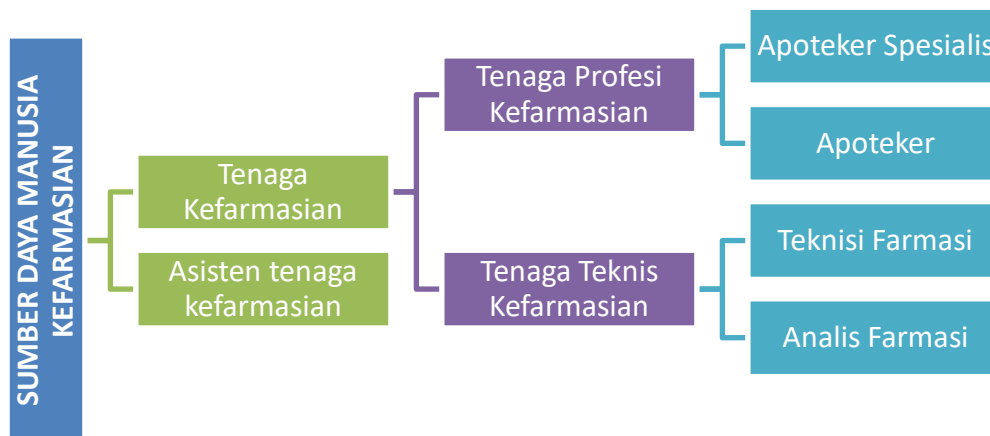 SUMBER DAYA MANUSIA
KEFARMASIAN
Tenaga
Kefarmasian
Asisten tenaga
kefarmasian
Tenaga Profesi
Kefarmasian
Tenaga Teknis
Kefarmasian
Apoteker Spesialis
Apoteker
Teknisi Farmasi
Analis Farmasi